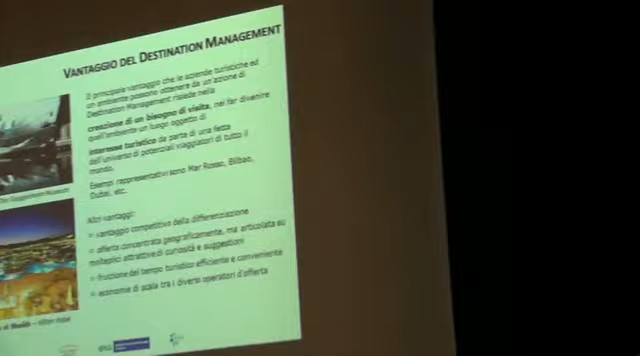 VANTAGGIO DEL DESTINATION MANAGEMENT
Il principale vantaggio che le aziende turistiche ed
un ambiente possono ottenere da un'azione di
Destination Management risiede nella
creazione di un bisogno di visita, nel far divenire
quell'ambiente un luogo oggetto di
interesse turistico da parte di una fetta
dell'universo di potenziali viaggiatori di tutto il
mondo.
Esempi rappresentativi sono Mar Rosso, Bilbao,
Dubai, etc.
Guggenheim Museum
Altri vantaggi:
= vantaggio competitivo della differenziazione
= offerta concentrata geograficamente, ma articolata su
molteplici attrattive di curiosità e suggestioni
= fruizione del tempo turistico efficiente e conveniente
= economie di scala tra i diversi operatori d'offerta
el Sheikh –